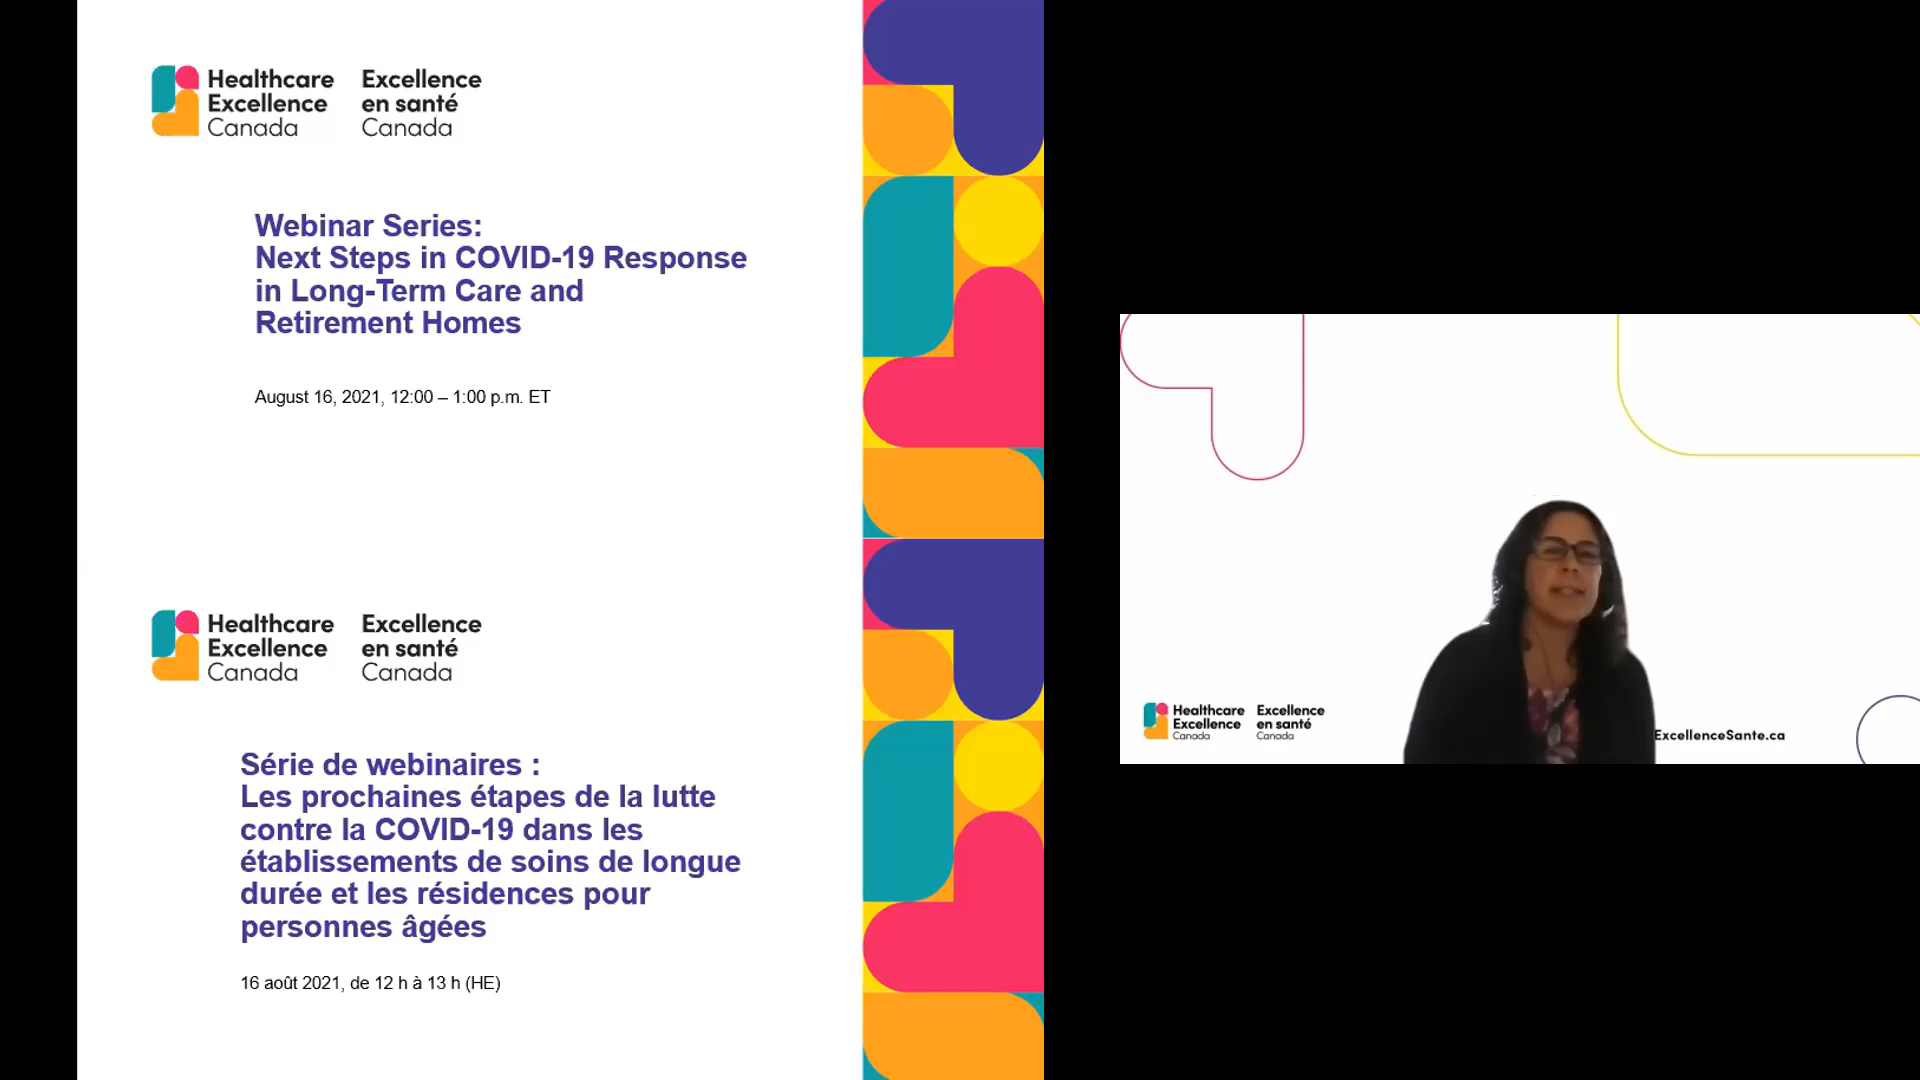 Healthcare
Excellence
Canada
Excellence
en santé
Canada
Webinar Series:
Next Steps in COVID-19 Response
in Long-Term Care and
Retirement Homes
August 16, 2021, 12:00 – 1:00 p.m. ET
Healthcare
Excellence
Canada
Excellence
en santé
Canada
Série de webinaires :
Les prochaines étapes de la lutte
contre la COVID-19 dans les
établissements de soins de longue
durée et les résidences pour
personnes âgées
16 août 2021, de 12 h à 13 h (HE)
Healthcare
Excellence
Canada
Excellence
en santé
Canada
ExcellenceSante.ca